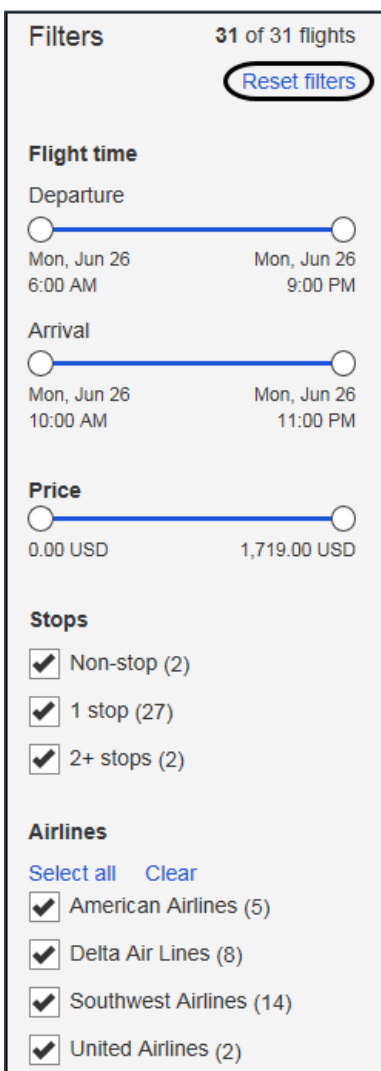 Filters 31 of 31 flights
Reset filters
Flight time
Departure
Mon, Jun 26 Mon, Jun 26
6:00 AM 9:00 PM
Arrival
Mon, Jun 26 Mon, Jun 26
10:00 AM 11:00 PM
Price
0.00 USD 1,719.00 USD
Stops
Non-stop (2)
1 stop (27)
2+ stops (2)
Airlines
Select all Clear
American Airlines (5)
Delta Air Lines (8)
Southwest Airlines (14)
United Airlines (2)